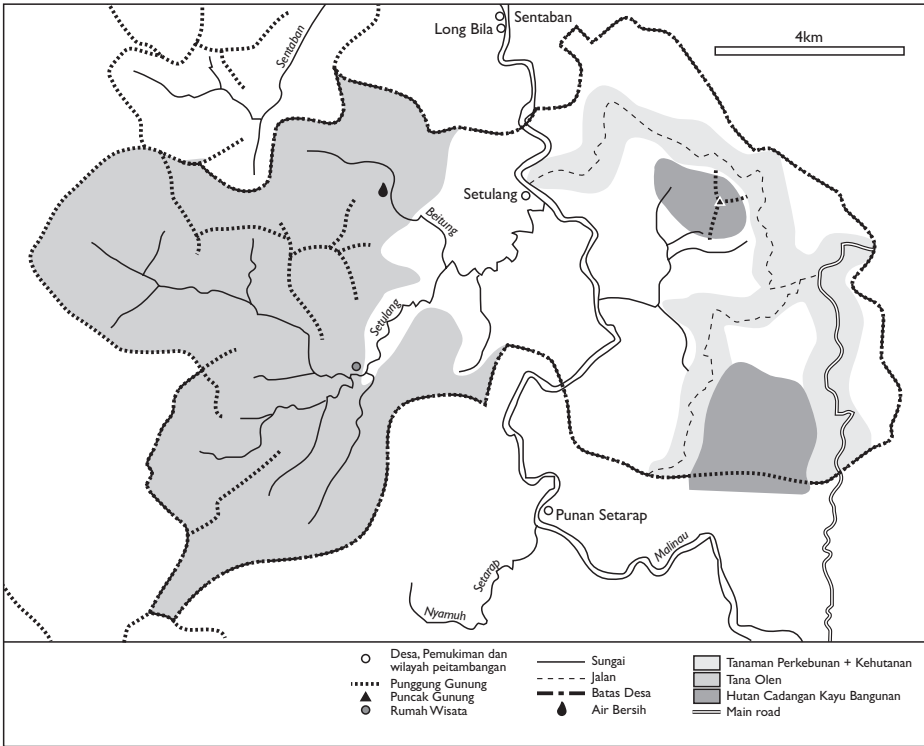 Sentaban
Long Bila
4km
Sentaban
Setulang
Beitung
Setulang
Punan Setarap
Malinau
Setarap
Nyamuh
Desa, Pemukiman dan
wilayah peitambangan
Punggung Gunung
Puncak Gunung
Rumah Wisata
Sungai
Jalan
Batas Desa
Air Bersih
Tanaman Perkebunan + Kehutanan
Tana Olen
Hutan Cadangan Kayu Bangunan
Main road